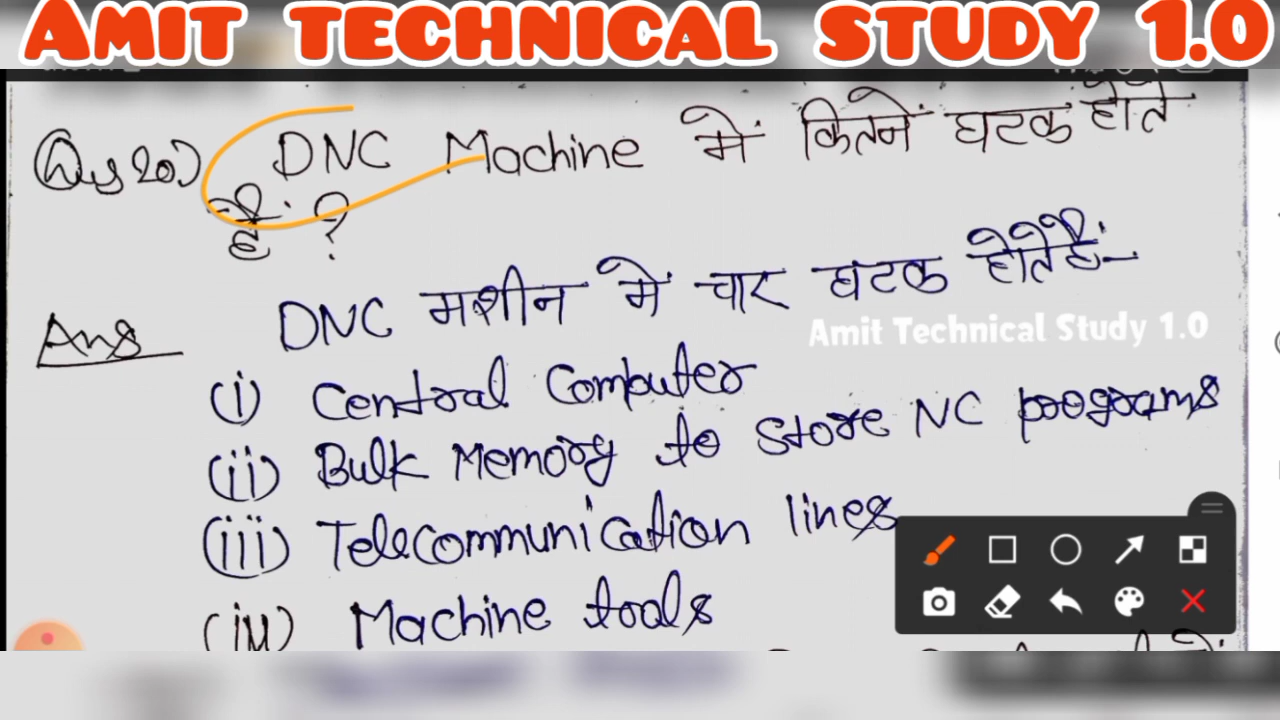 AMIT TECHNICAL STUDY 1.0
Qus 20) DNC Machine में कितने घटक होते
हैं ?
Ans DNC मशीन में चार घटक होते हैं:-
Amit Technical Study 1.0
(i) Central Computer
(ii) Bulk Memory to store NC programs
(iii) Telecommunication lines
(iv) Machine tools